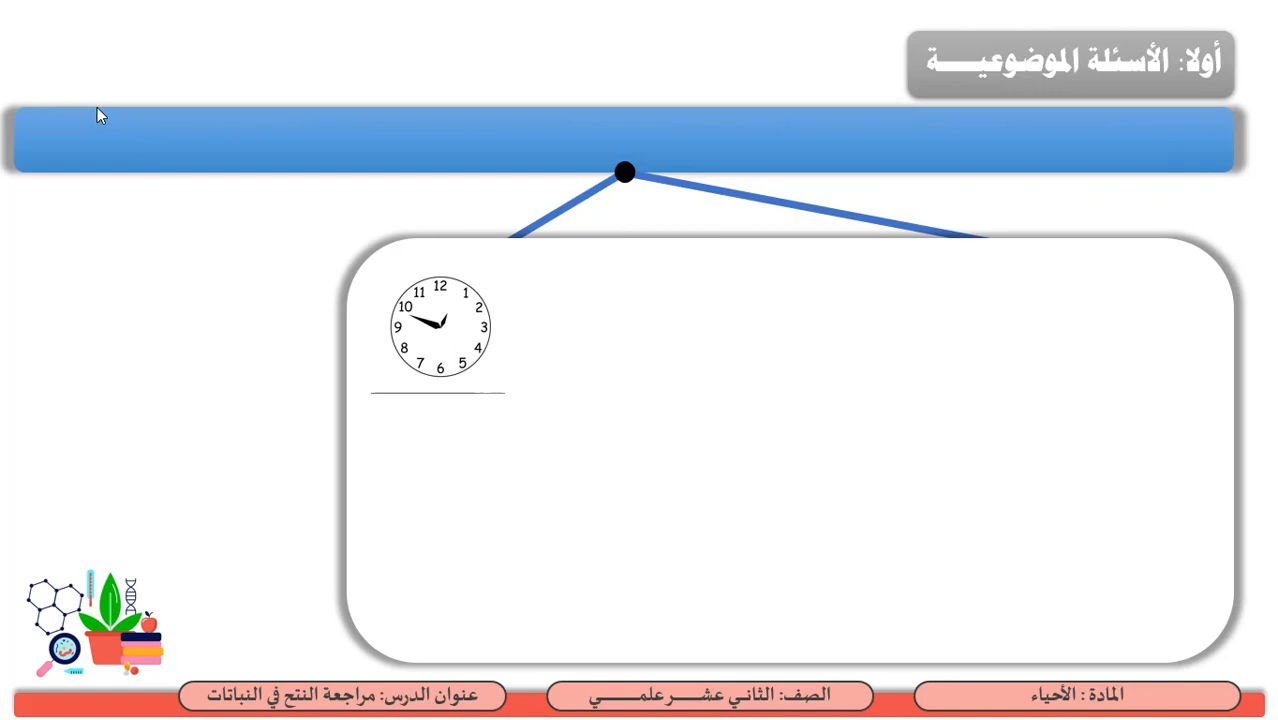 أولا: الأسئلة الموضوعيـــــة
12
11 1
10 2
9 3
8 4
7 5
6
المادة : الأحياء
الصف: الثانـي عشـــر علمـــــي
عنوان الدرس: مراجعة النتح في النباتات